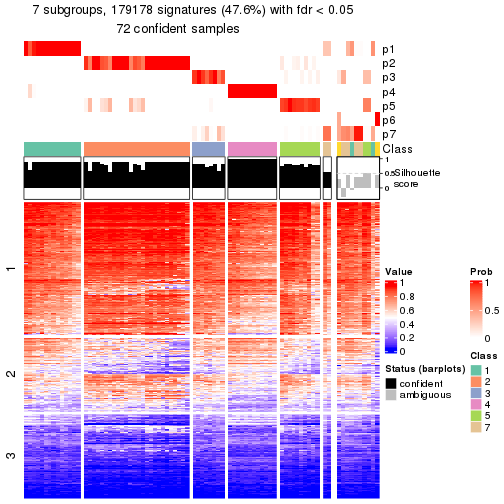 7 subgroups, 179178 signatures (47.6%) with fdr < 0.05
72 confident samples
p1
p2
p3
p4
p5
p6
p7
Class
1
0.5
0
Silhouette
score
1
2
3
Value
1
0.8
0.6
0.4
0.2
0
Status (barplots)
confident
ambiguous
Prob
1
0.5
0
Class
1
2
3
4
5
7